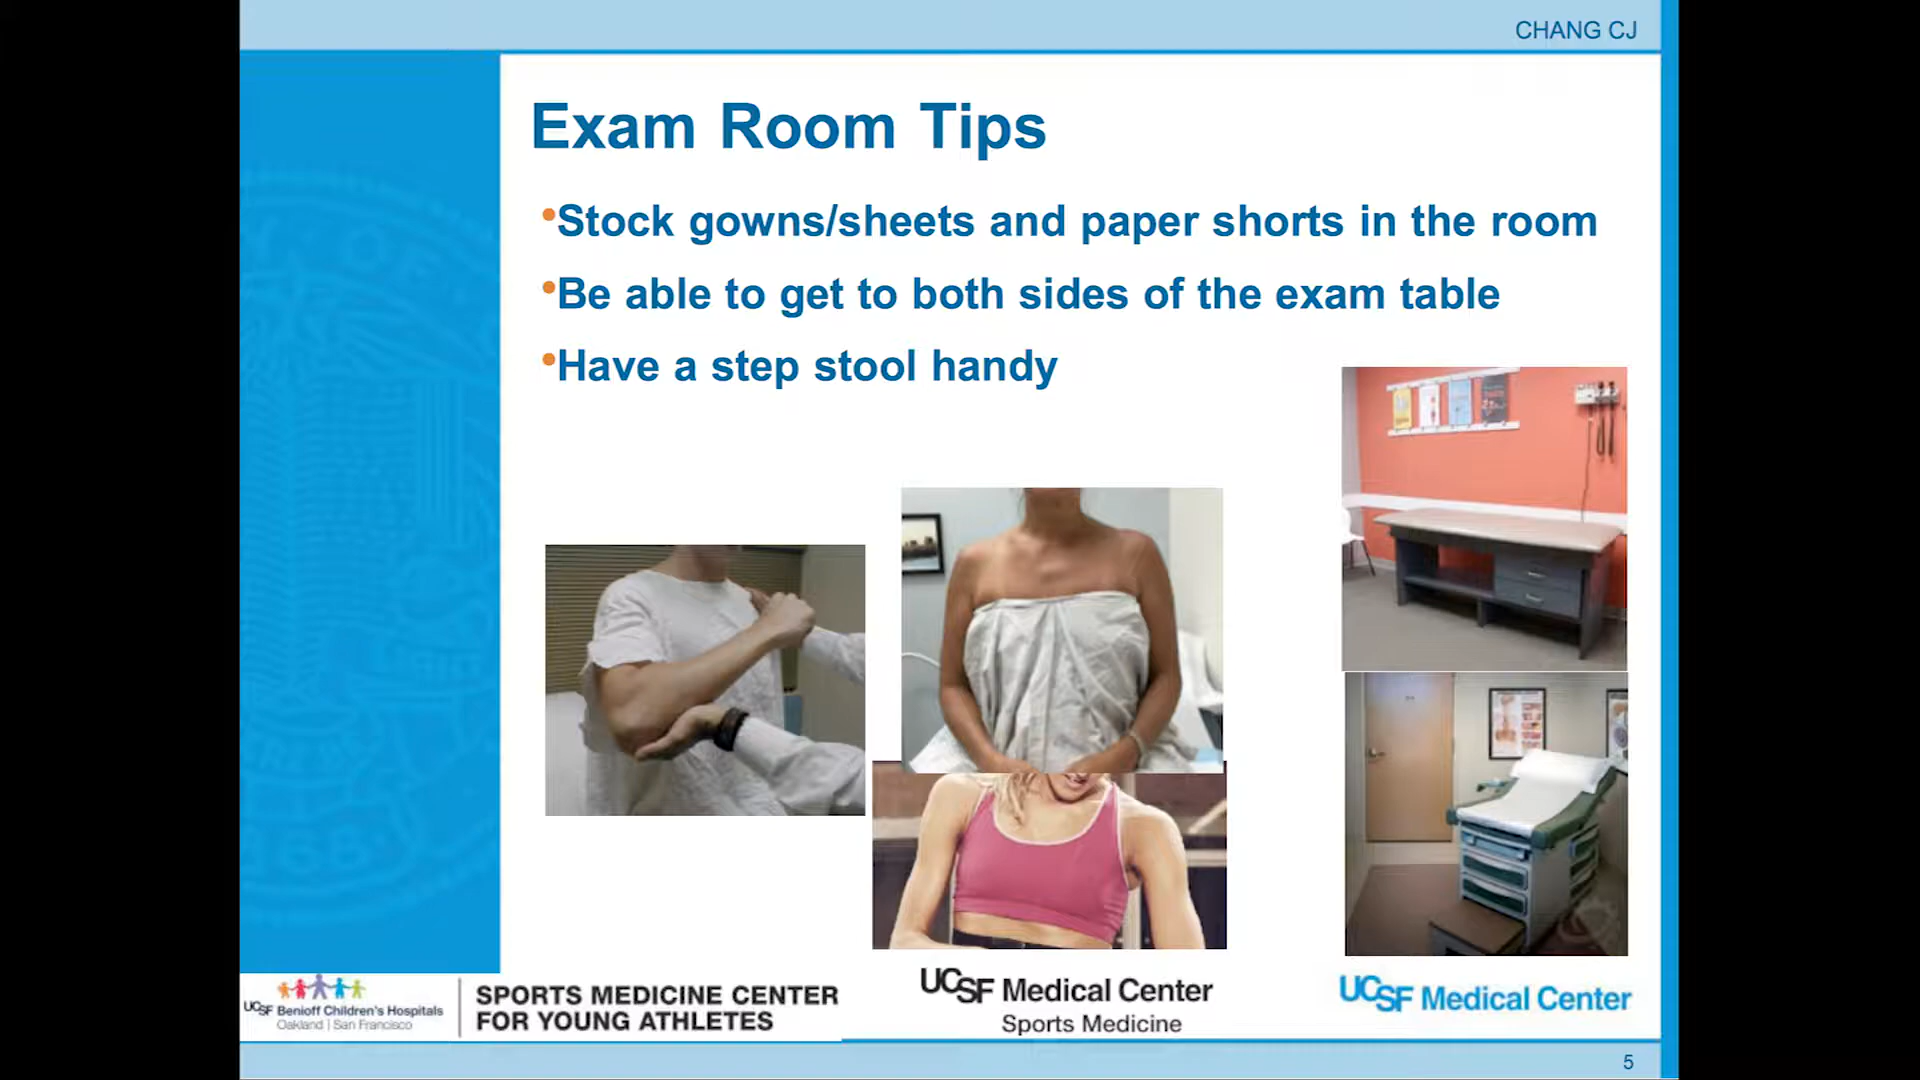 CHANG CJ
Exam Room Tips
•Stock gowns/sheets and paper shorts in the room
•Be able to get to both sides of the exam table
•Have a step stool handy
UCSF Benioff Children's Hospitals
Oakland | San Francisco
SPORTS MEDICINE CENTER
FOR YOUNG ATHLETES
UCSF Medical Center
Sports Medicine
UCSF Medical Center
5